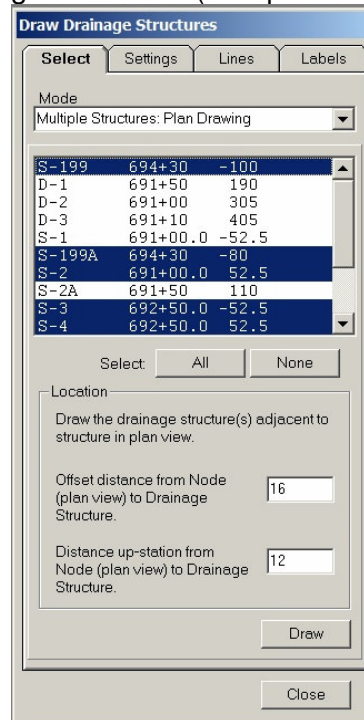 Draw Drainage Structures
Select Settings Lines Labels
Mode
Multiple Structures: Plan Drawing
S-199 694+30 -100
D-1 691+50 190
D-2 691+00 305
D-3 691+10 405
S-1 691+00.0 -52.5
S-199A 694+30 -80
S-2 691+00.0 52.5
S-2A 691+50 110
S-3 692+50.0 -52.5
S-4 692+50.0 52.5
Select: All None
Location
Draw the drainage structure(s) adjacent to
structure in plan view.
Offset distance from Node
(plan view) to Drainage
Structure.
16
Distance up-station from
Node (plan view) to Drainage
Structure.
12
Draw
Close